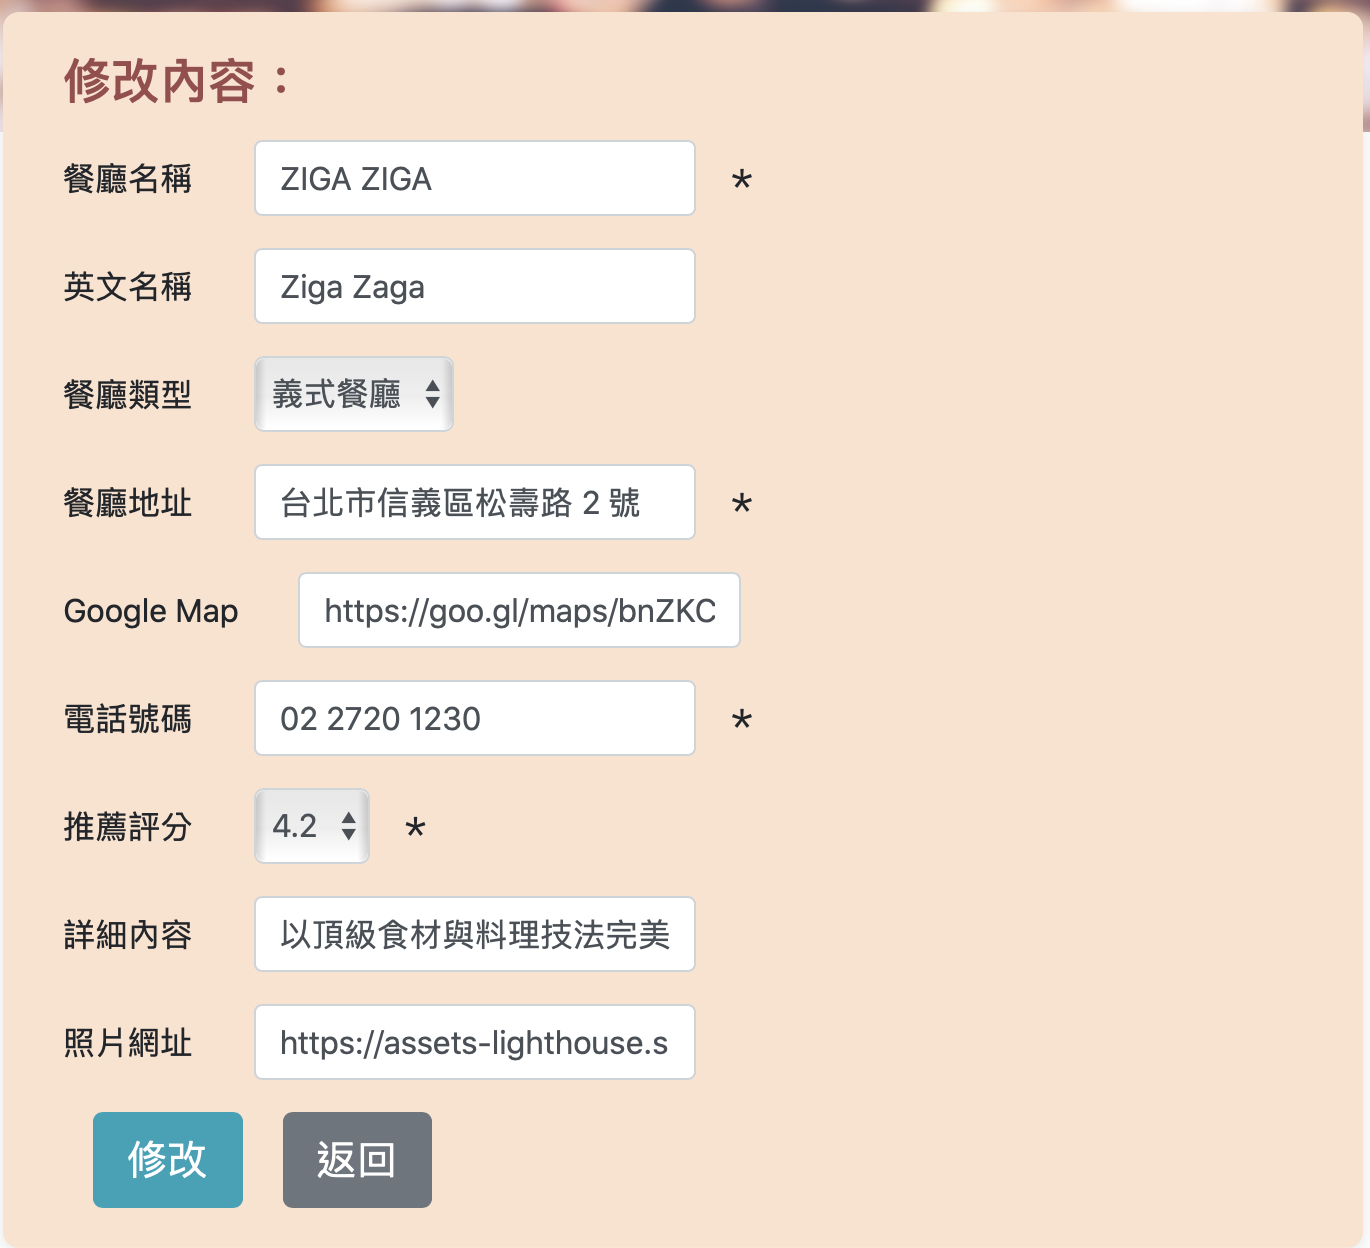 修改內容：
餐廳名稱 ZIGA ZIGA *
英文名稱 Ziga Zaga
餐廳類型 義式餐廳
餐廳地址 台北市信義區松壽路 2 號 *
Google Map https://goo.gl/maps/bnZKC
電話號碼 02 2720 1230 *
推薦評分 4.2 *
詳細內容 以頂級食材與料理技法完美
照片網址 https://assets-lighthouse.s
修改 返回